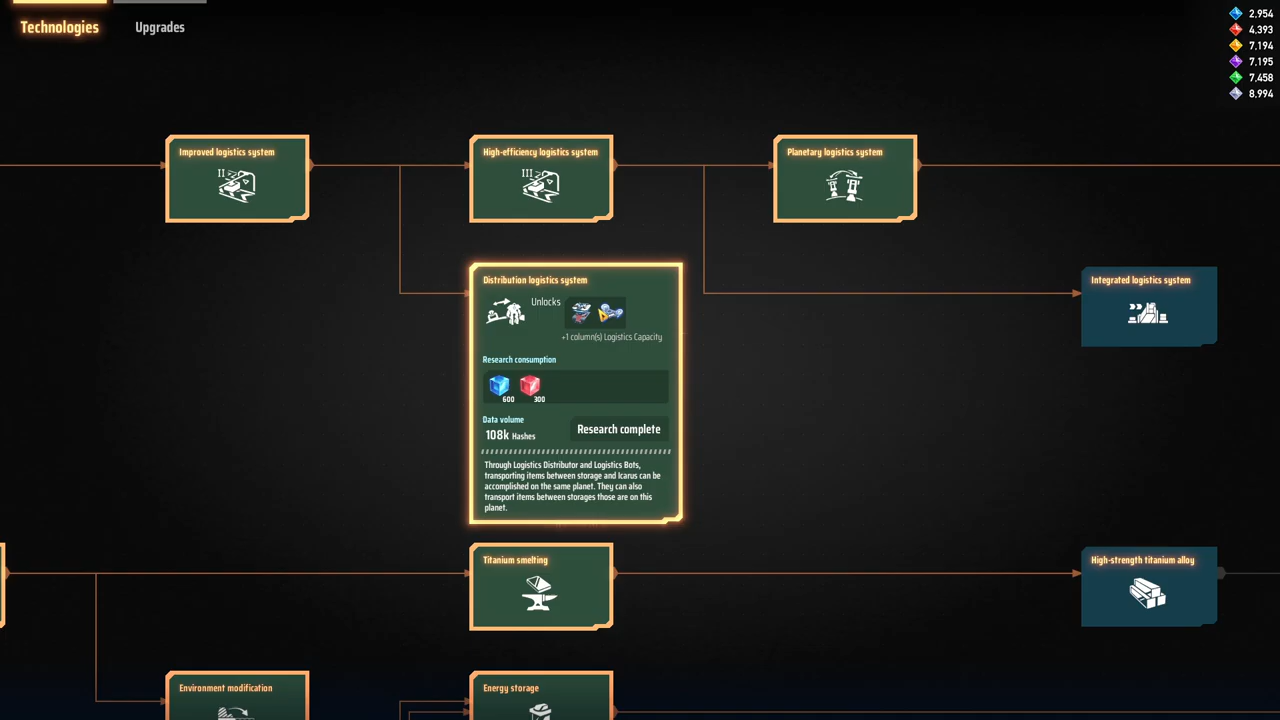 Technologies
Upgrades
2,954
4,393
7,194
7,195
7,458
8,994
Improved logistics system
II
High-efficiency logistics system
III
Planetary logistics system
Distribution logistics system
Unlocks
+1 column(s) Logistics Capacity
Research consumption
600
300
Data volume
108k Hashes
Research complete
Through Logistics Distributor and Logistics Bots,
transporting items between storage and Icarus can be
accomplished on the same planet. They can also
transport items between storages those are on this
planet.
Integrated logistics system
Titanium smelting
High-strength titanium alloy
Environment modification
Energy storage